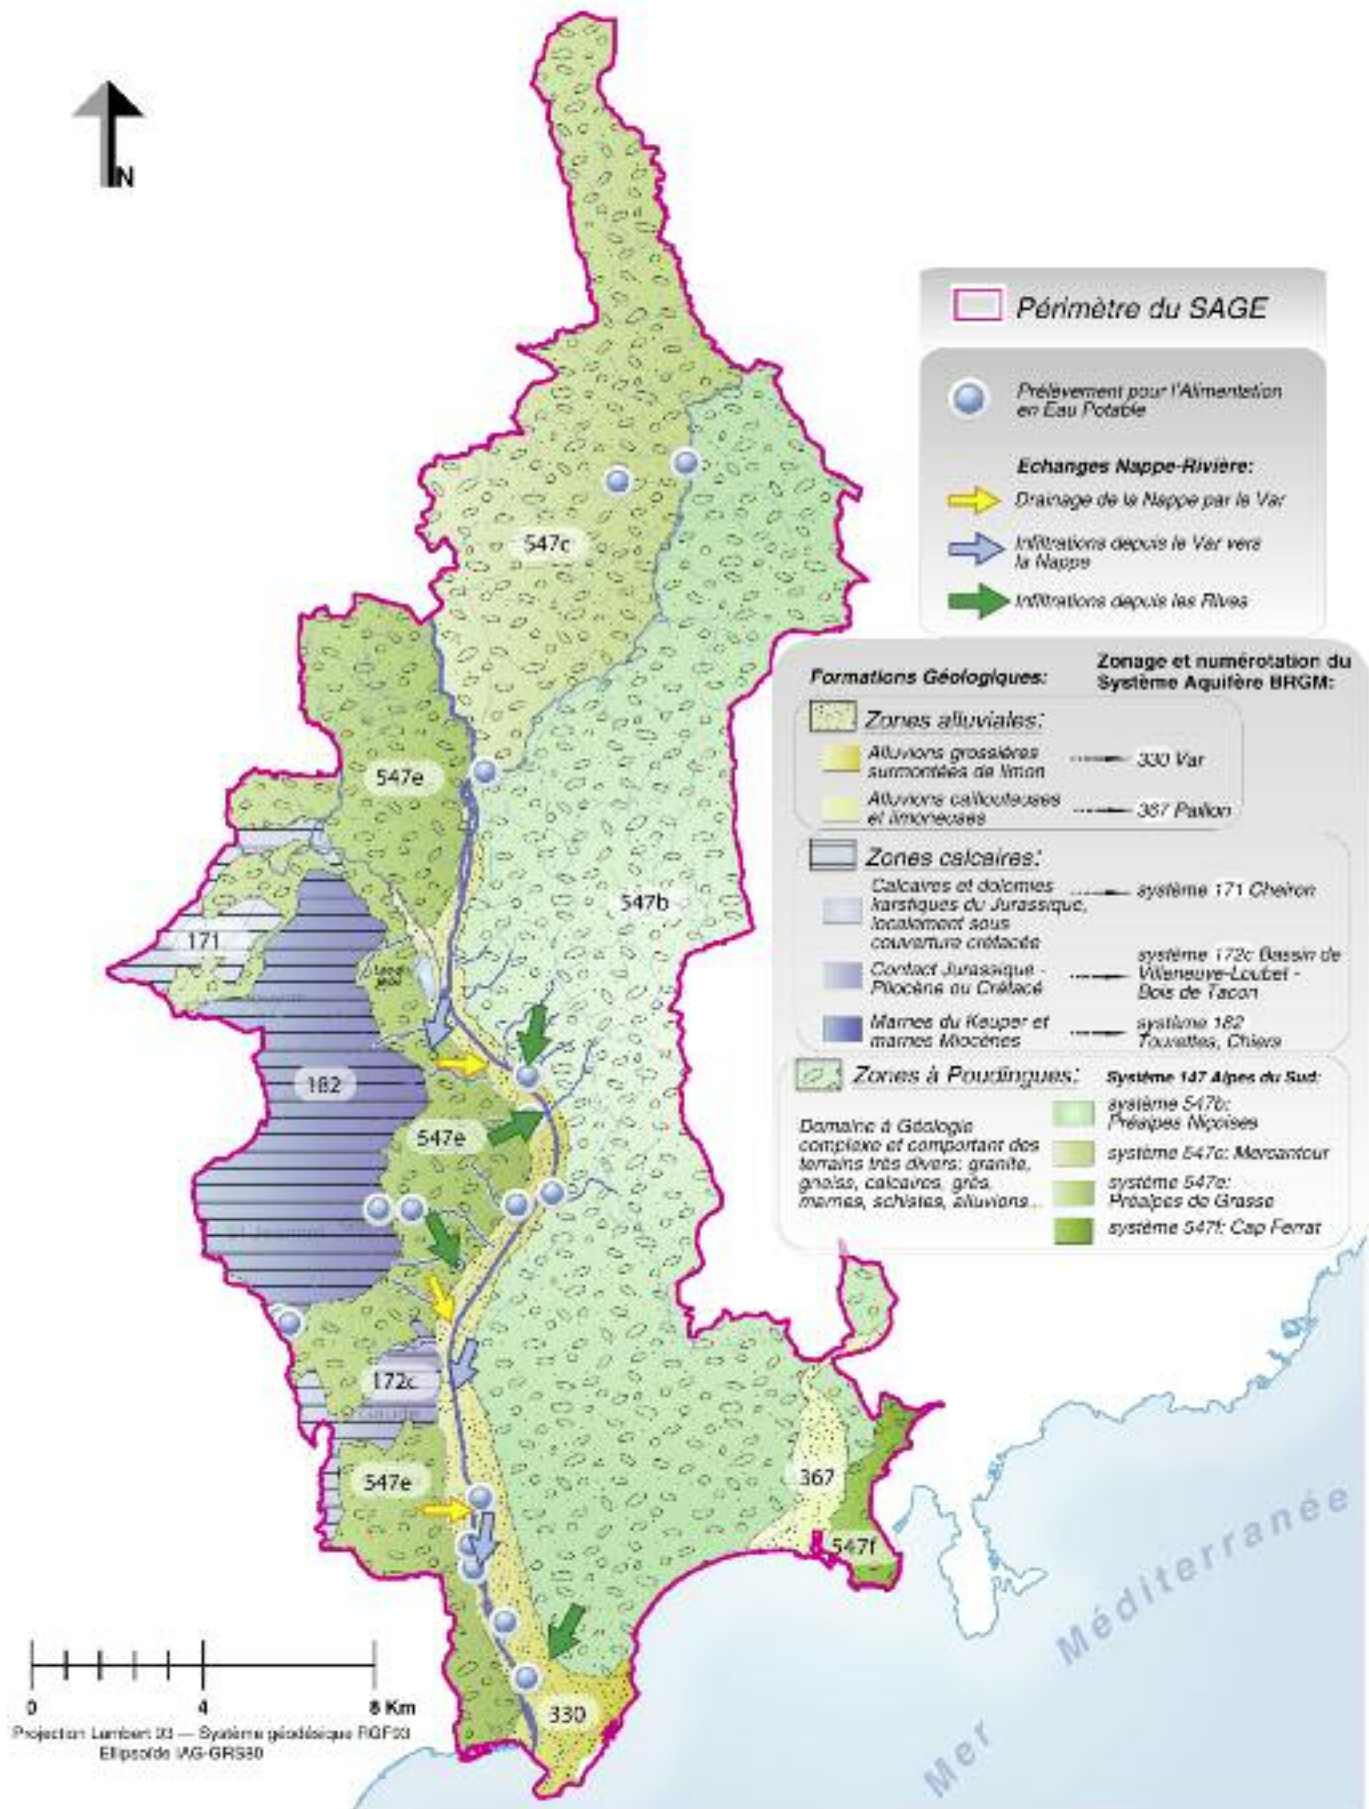 N
Périmètre du SAGE
Prélèvement pour l'Alimentation
en Eau Potable
Echanges Nappe-Rivière:
Drainage de la Nappe par le Var
Infiltrations depuis le Var vers
la Nappe
Infiltrations depuis les Rives
Formations Géologiques:
Zonage et numérotation du
Système Aquifère BRGM:
Zones alluviales:
Alluvions grossières
surmontées de limon
330 Var
Alluvions caillouteuses
et limoneuses
367 Paillon
Zones calcaires:
Calcaires et dolomies
karstiques du Jurassique,
localement sous
couverture crétacée
système 171 Cheiron
Contact Jurassique -
Pliocène ou Crétacé
système 172c Bassin de
Villeneuve-Loubet -
Bois de Tacon
Marnes du Keuper et
marnes Miocènes
système 182
Tourettes, Chiers
Zones à Poudingues:
Système 147 Alpes du Sud:
Domaine à Géologie
complexe et comportant des
terrains très divers: granite,
gneiss, calcaires, grès,
marnes, schistes, alluvions...
système 547b:
Préalpes Niçoises
système 547c: Mercantour
système 547e:
Préalpes de Grasse
système 547f: Cap Ferrat
547c
547e
547b
171
182
547e
172c
547e
367
547f
330
Mer Méditerranée
0 4 8 Km
Projection Lambert 93 — Système géodésique RGF93
Ellipsoïde IAG-GRS80